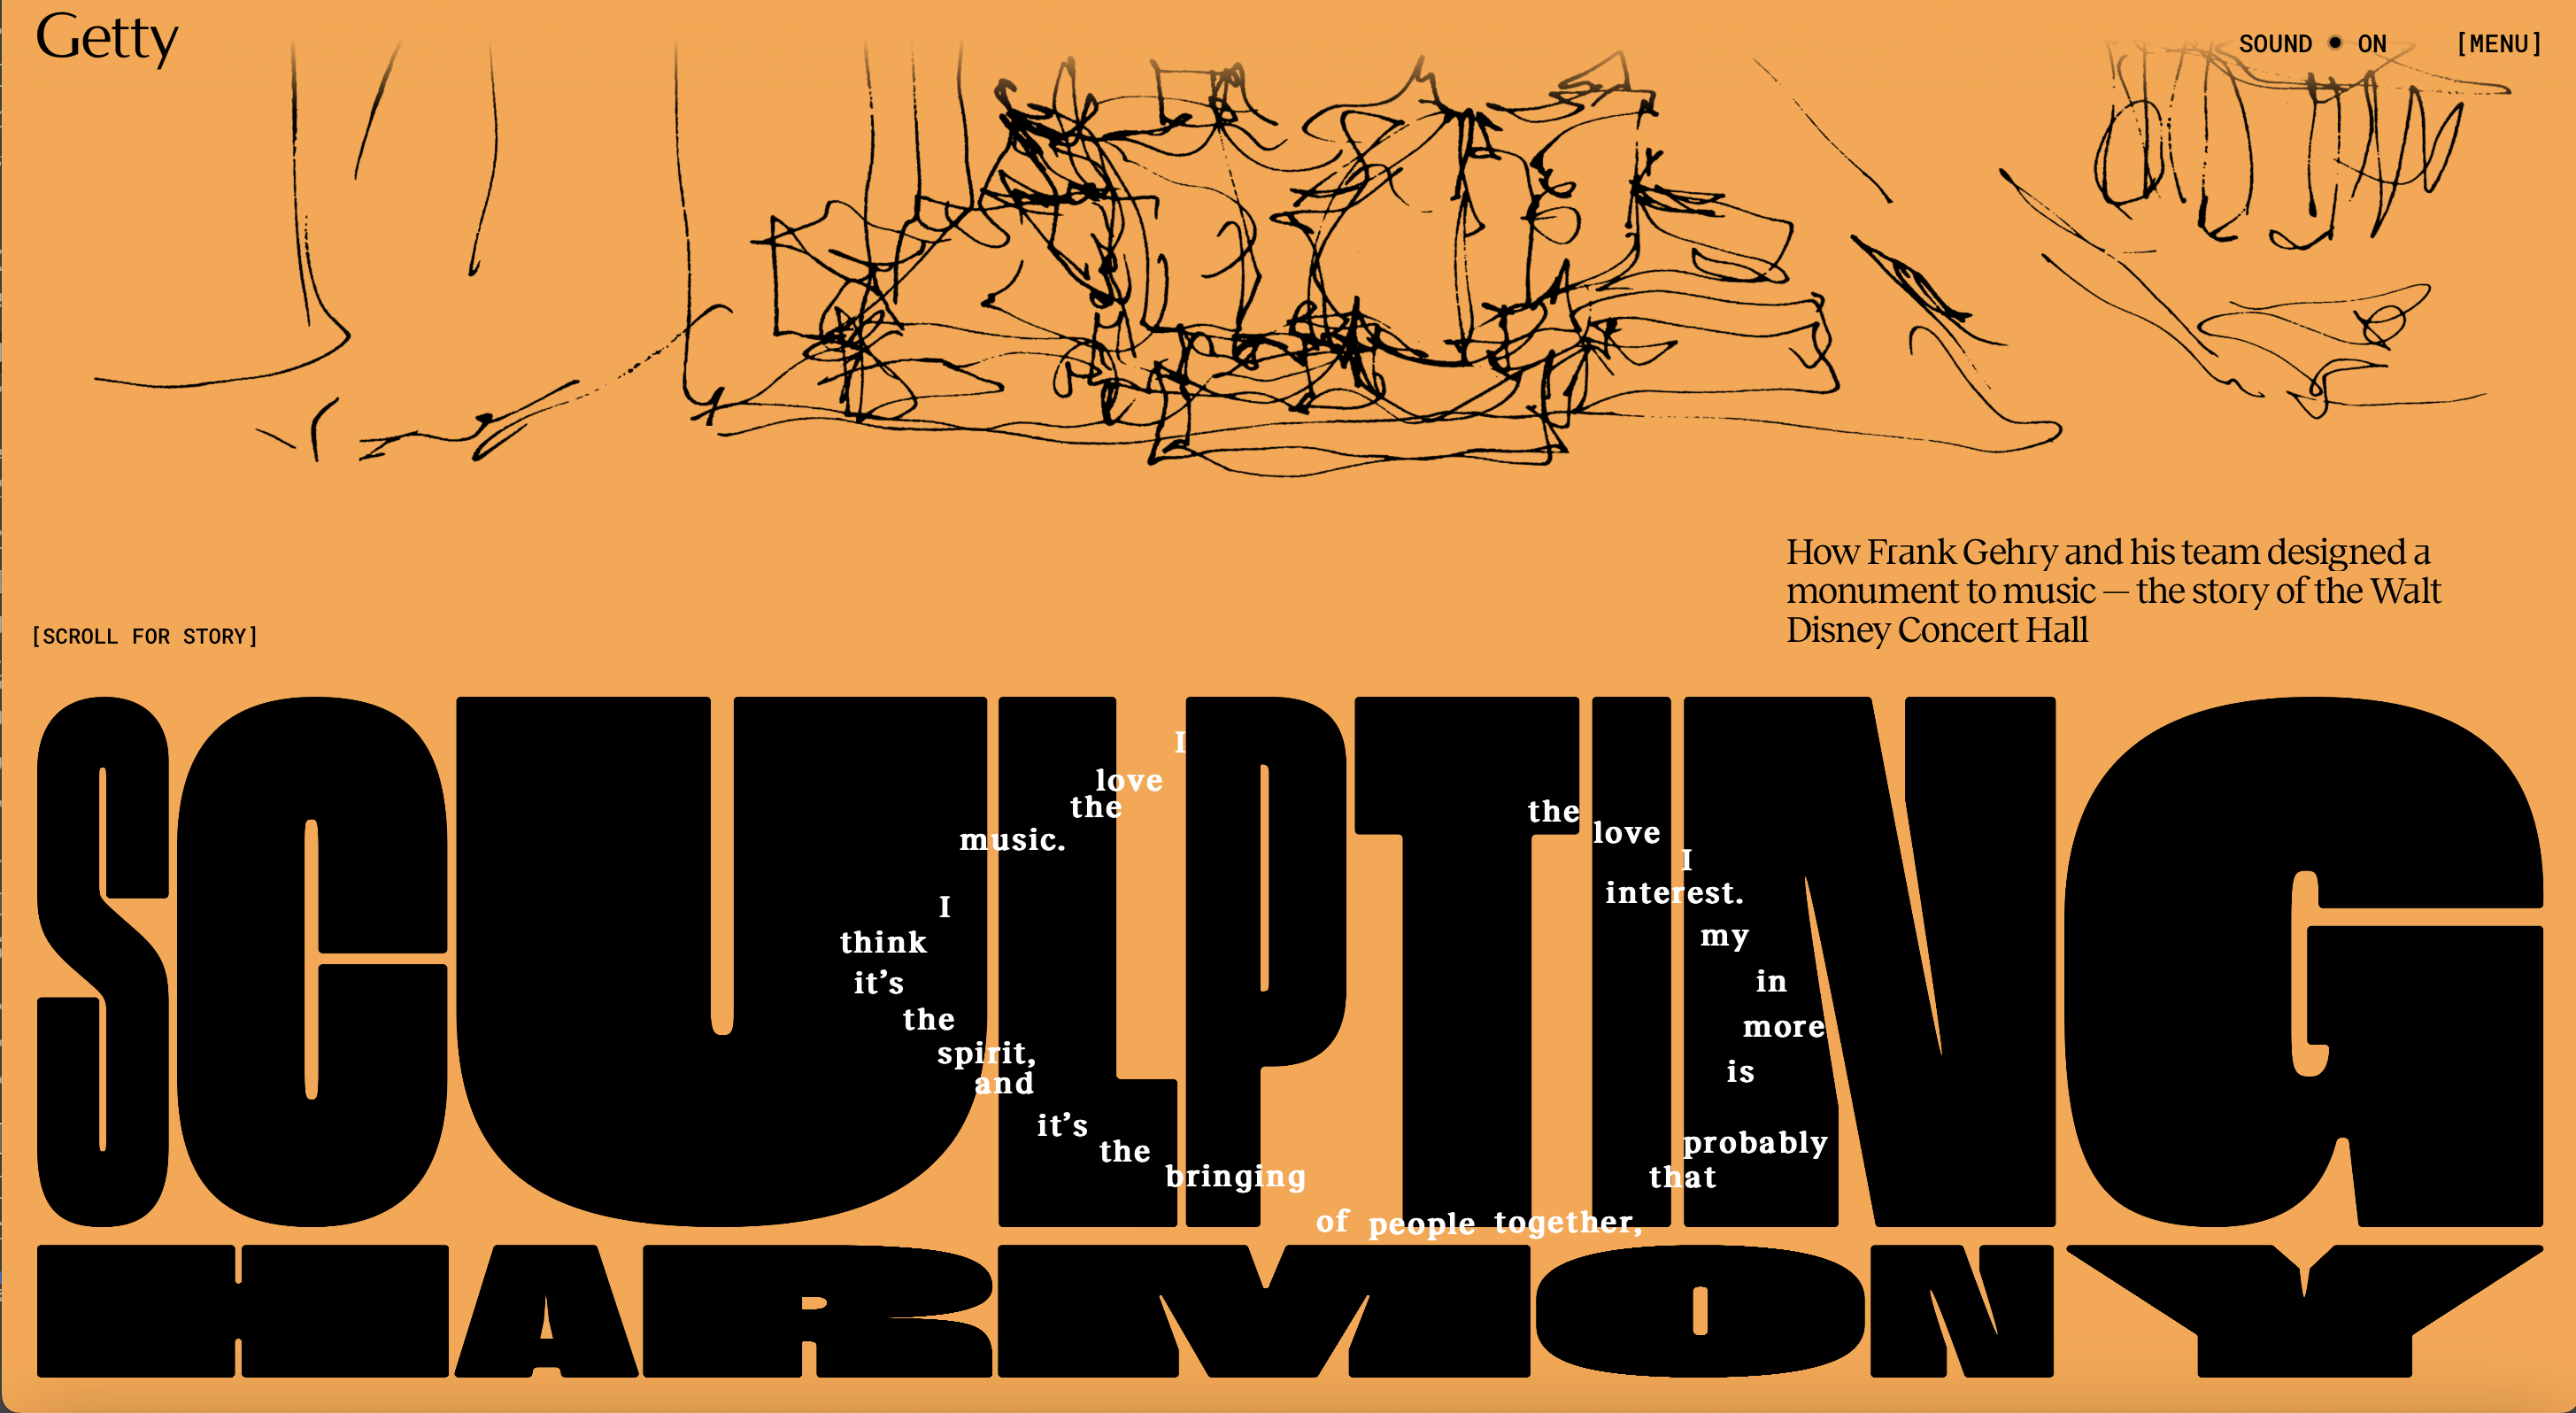 Getty
SOUND ON
[MENU]
How Frank Gehry and his team designed a
monument to music — the story of the Walt
Disney Concert Hall
[SCROLL FOR STORY]
SCULPTING
HARMONY
I
love
the
music.
I
think
it’s
the
spirit,
and
it’s
the
bringing
of people together,
that
probably
is
more
in
my
interest.
I
love
the